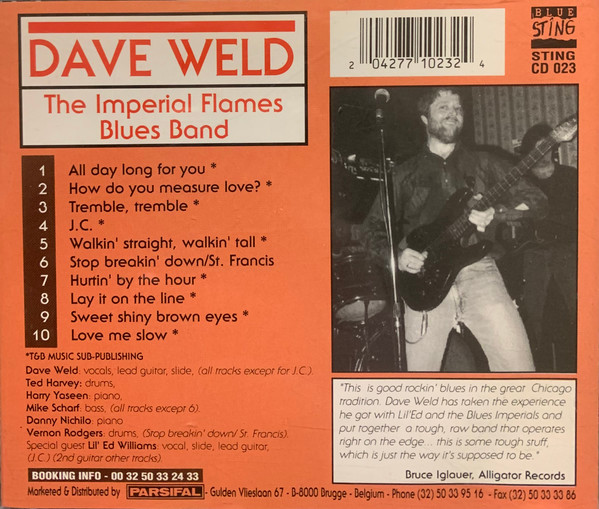 DAVE WELD
The Imperial Flames
Blues Band
1 All day long for you *
2 How do you measure love? *
3 Tremble, tremble *
4 J.C. *
5 Walkin' straight, walkin' tall *
6 Stop breakin' down/St. Francis
7 Hurtin' by the hour *
8 Lay it on the line *
9 Sweet shiny brown eyes *
10 Love me slow *
*T&B MUSIC SUB-PUBLISHING
Dave Weld: vocals, lead guitar, slide, (all tracks except for J.C.).
Ted Harvey: drums,
Harry Yaseen: piano,
Mike Scharf: bass, (all tracks except 6).
Danny Nichilo: piano
Vernon Rodgers: drums, (Stop breakin' down/ St. Francis).
Special guest Lil' Ed Williams: vocal, slide, lead guitar,
(J.C.) (2nd guitar other tracks).
BOOKING INFO - 00 32 50 33 24 33
Marketed & Distributed by PARSIFAL - Gulden Vlieslaan 67 - B-8000 Brugge - Belgium - Phone (32) 50 33 95 16 - Fax (32) 50 33 33 86
2 04277 10232 4
BLUE
STING
STING
CD 023
"This is good rockin' blues in the great Chicago
tradition. Dave Weld has taken the experience
he got with Lil'Ed and the Blues Imperials and
put together a tough, raw band that operates
right on the edge... this is some tough stuff,
which is just the way it's supposed to be."
Bruce Iglauer, Alligator Records